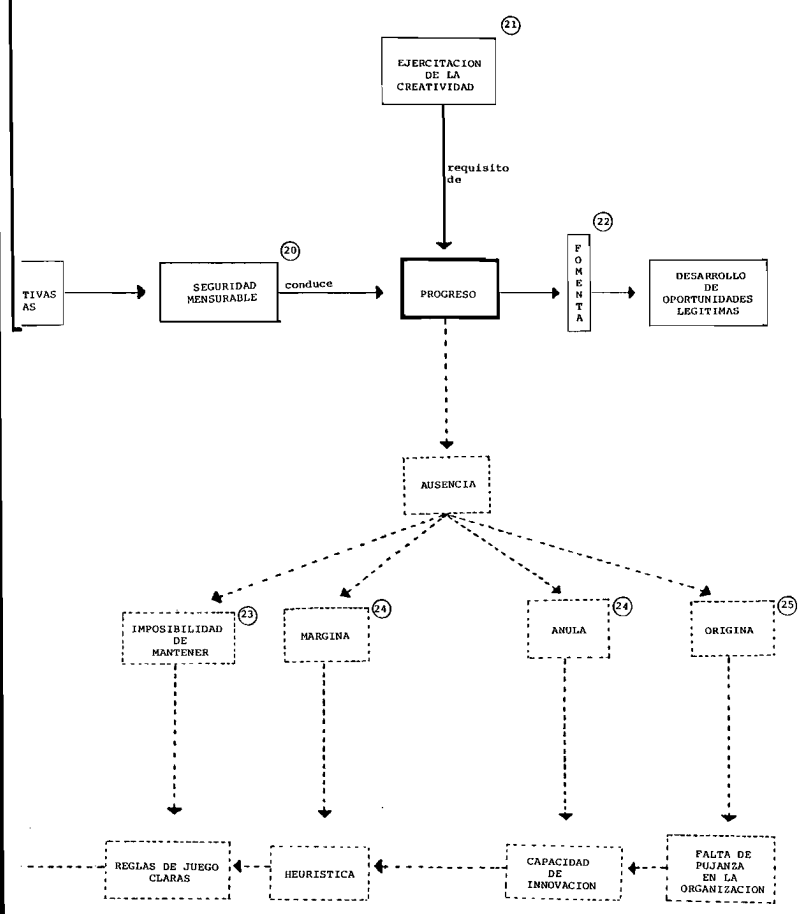 21
EJERCITACION
DE LA
CREATIVIDAD
requisito
de
TIVAS
AS
20
SEGURIDAD
MENSURABLE
conduce
PROGRESO
22
F
O
M
E
N
T
A
DESARROLLO
DE
OPORTUNIDADES
LEGITIMAS
AUSENCIA
23
IMPOSIBILIDAD
DE
MANTENER
24
MARGINA
24
ANULA
25
ORIGINA
REGLAS DE JUEGO
CLARAS
HEURISTICA
CAPACIDAD
DE
INNOVACION
FALTA DE
PUJANZA
EN LA
ORGANIZACION